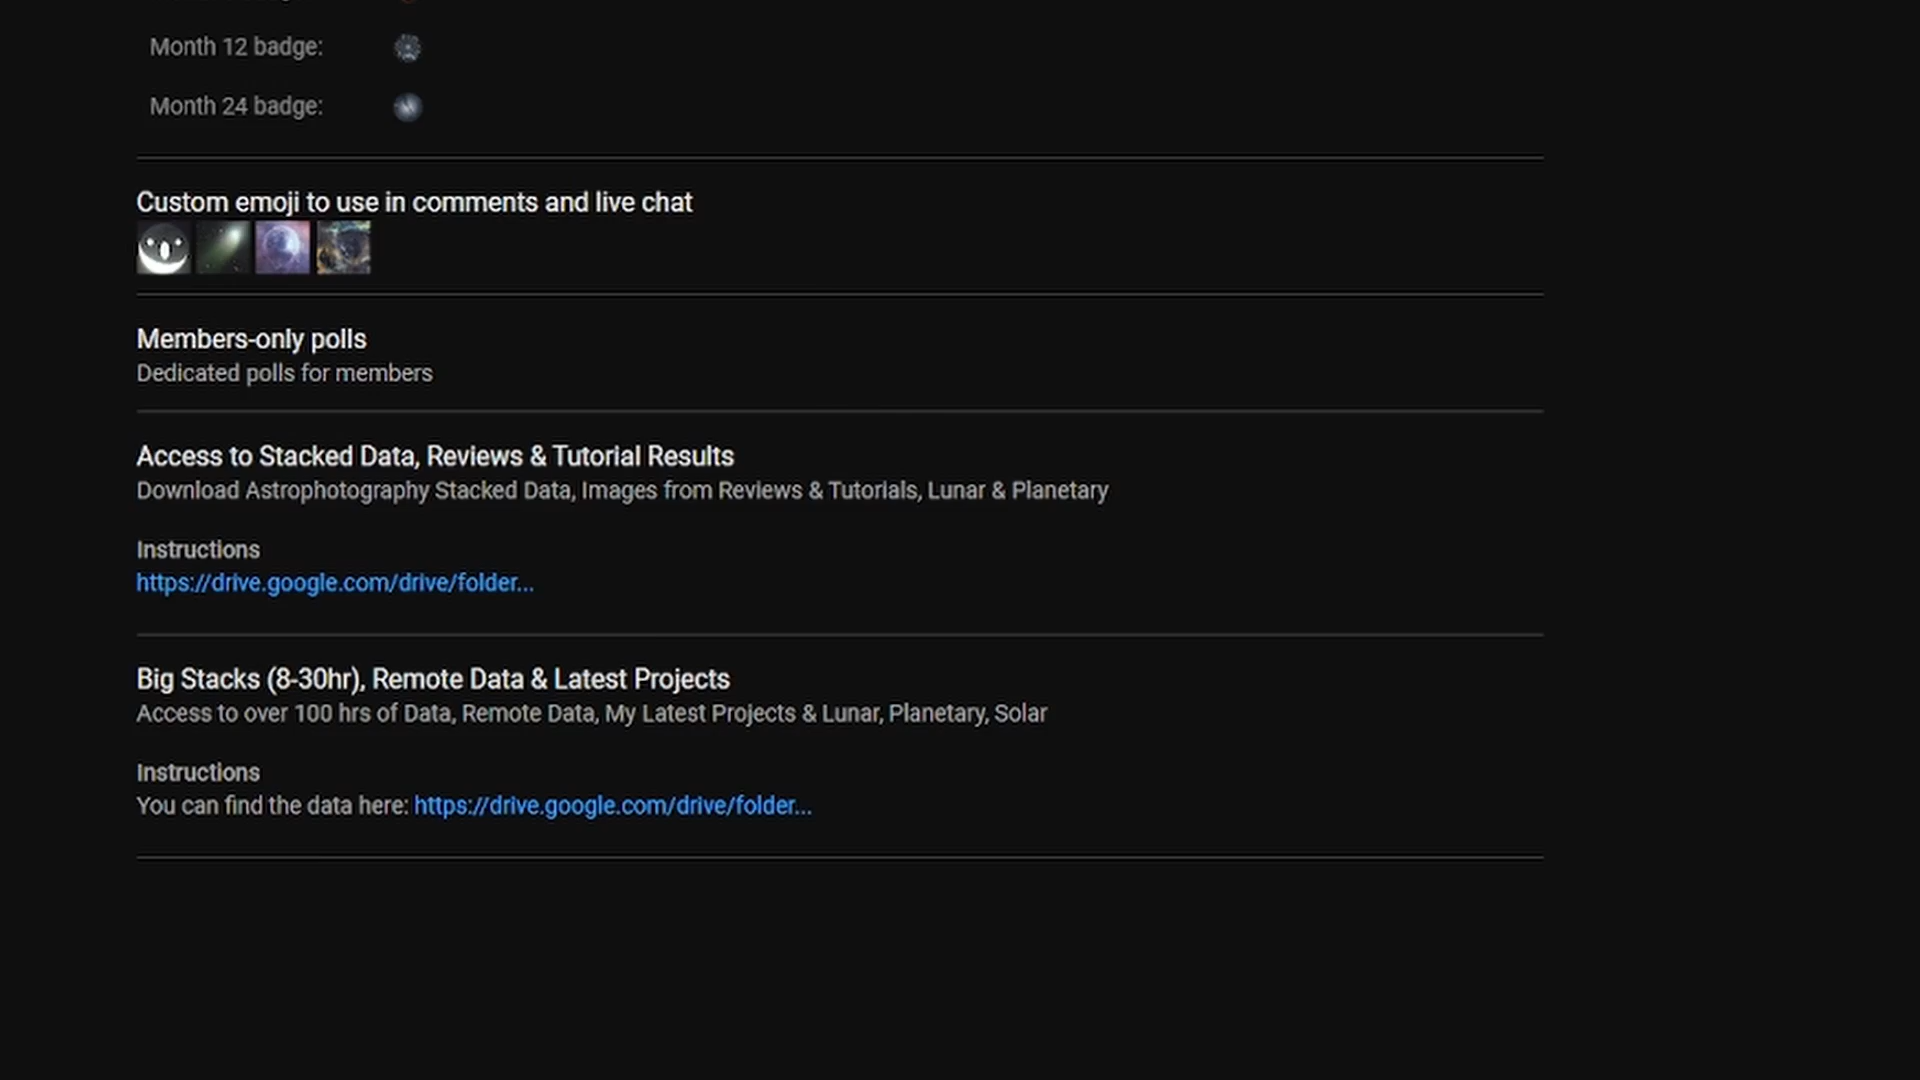 Month 12 badge:
Month 24 badge:
Custom emoji to use in comments and live chat
Members-only polls
Dedicated polls for members
Access to Stacked Data, Reviews & Tutorial Results
Download Astrophotography Stacked Data, Images from Reviews & Tutorials, Lunar & Planetary
Instructions
https://drive.google.com/drive/folder...
Big Stacks (8-30hr), Remote Data & Latest Projects
Access to over 100 hrs of Data, Remote Data, My Latest Projects & Lunar, Planetary, Solar
Instructions
You can find the data here: https://drive.google.com/drive/folder...